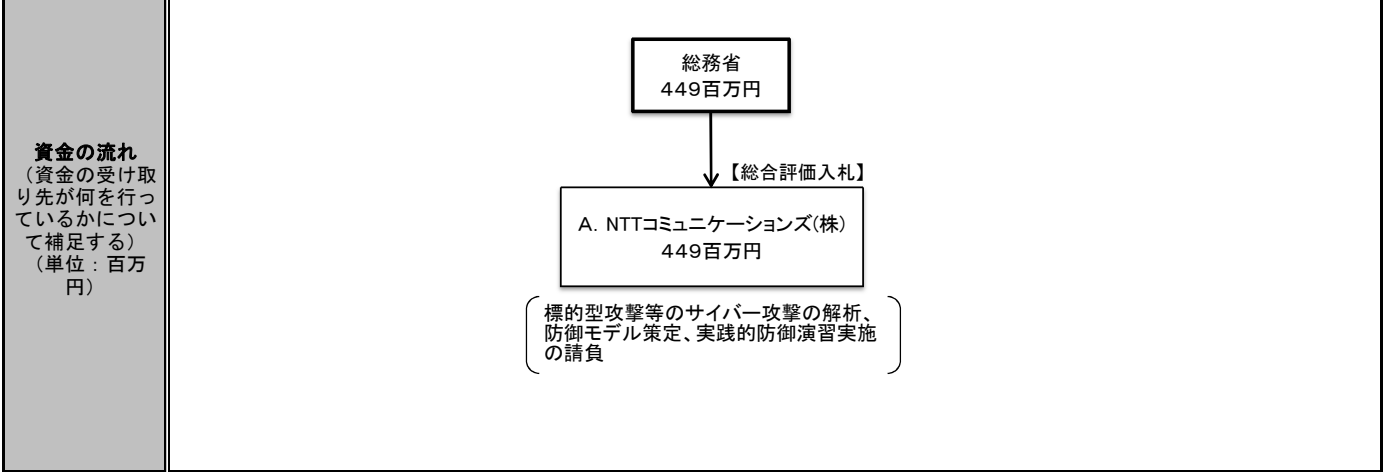 資金の流れ
（資金の受け取
り先が何を行っ
ているかについ
て補足する）
（単位：百万
円）
総務省
４４９百万円
【総合評価入札】
Ａ．NTTコミュニケーションズ(株)
４４９百万円
標的型攻撃等のサイバー攻撃の解析、
防御モデル策定、実践的防御演習実施
の請負